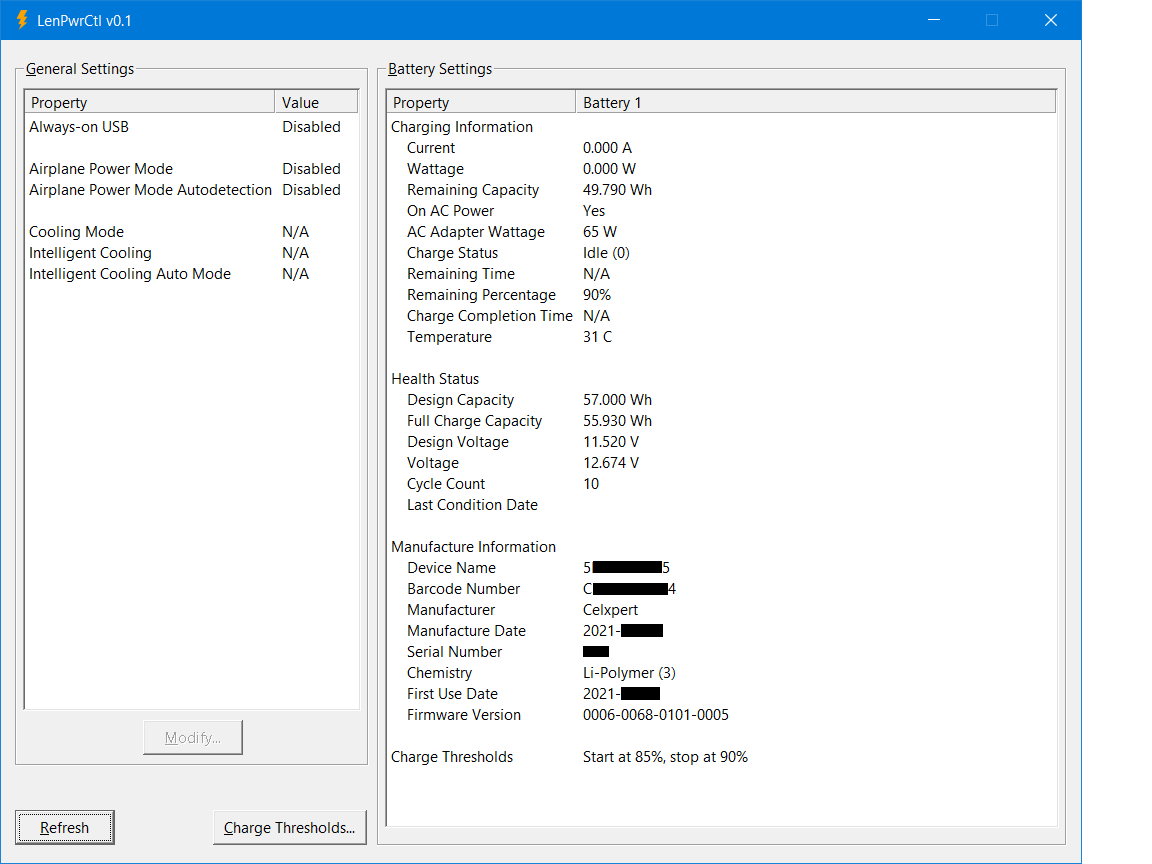 LenPwrCtl v0.1
General Settings
Property Value
Always-on USB Disabled
Airplane Power Mode Disabled
Airplane Power Mode Autodetection Disabled
Cooling Mode N/A
Intelligent Cooling N/A
Intelligent Cooling Auto Mode N/A
Modify...
Refresh
Charge Thresholds...
Battery Settings
Property Battery 1
Charging Information
Current 0.000 A
Wattage 0.000 W
Remaining Capacity 49.790 Wh
On AC Power Yes
AC Adapter Wattage 65 W
Charge Status Idle (0)
Remaining Time N/A
Remaining Percentage 90%
Charge Completion Time N/A
Temperature 31 C
Health Status
Design Capacity 57.000 Wh
Full Charge Capacity 55.930 Wh
Design Voltage 11.520 V
Voltage 12.674 V
Cycle Count 10
Last Condition Date
Manufacture Information
Device Name 5 5
Barcode Number C 4
Manufacturer Celxpert
Manufacture Date 2021-
Serial Number
Chemistry Li-Polymer (3)
First Use Date 2021-
Firmware Version 0006-0068-0101-0005
Charge Thresholds Start at 85%, stop at 90%